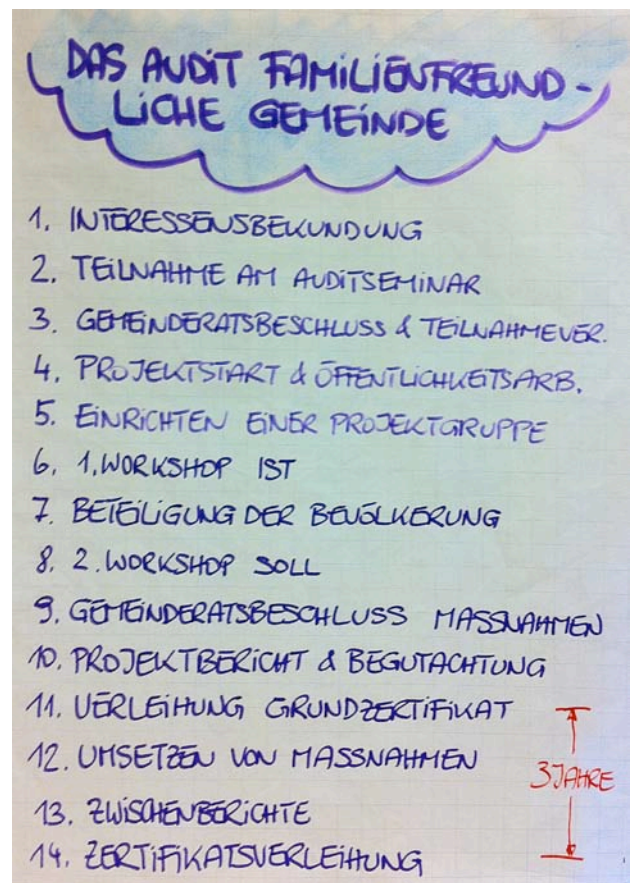 DAS AUDIT FAMILIENFREUND-
LICHE GEMEINDE
1. INTERESSENSBEKUNDUNG
2. TEILNAHME AM AUDITSEMINAR
3. GEMEINDERATSBESCHLUSS & TEILNAHMEVER.
4. PROJEKTSTART & ÖFFENTLICHKEITSARB.
5. EINRICHTEN EINER PROJEKTGRUPPE
6. 1. WORKSHOP IST
7. BETEILIGUNG DER BEVÖLKERUNG
8. 2. WORKSHOP SOLL
9. GEMEINDERATSBESCHLUSS MASSNAHMEN
10. PROJEKTBERICHT & BEGUTACHTUNG
11. VERLEIHUNG GRUNDZERTIFIKAT
12. UMSETZEN VON MASSNAHMEN
3 JAHRE
13. ZWISCHENBERICHTE
14. ZERTIFIKATSVERLEIHUNG